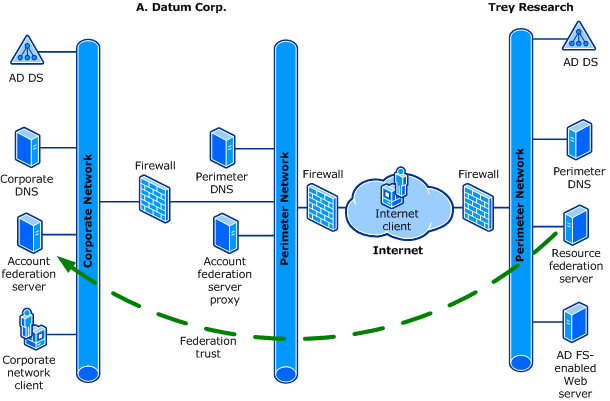 A. Datum Corp.
Trey Research
AD DS
Corporate
DNS
Account
federation
server
Corporate
network
client
Corporate Network
Firewall
Perimeter
DNS
Account
federation
server
proxy
Perimeter Network
Firewall
Internet
client
Internet
Firewall
Perimeter Network
AD DS
Perimeter
DNS
Resource
federation
server
AD FS-
enabled
Web
server
Federation
trust